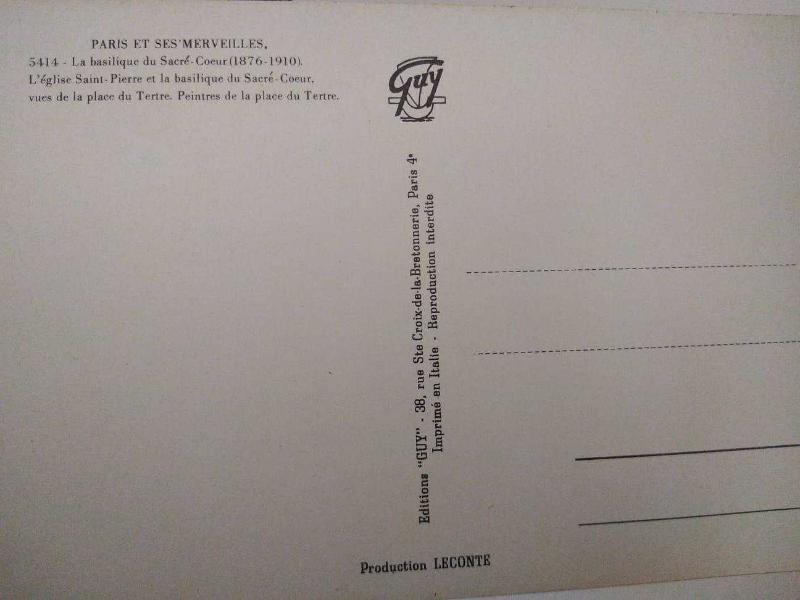 PARIS ET SES'MERVEILLES,
5414 - La basilique du Sacré-Coeur (1876-1910).
L'église Saint-Pierre et la basilique du Sacré-Coeur,
vues de la place du Tertre. Peintres de la place du Tertre.
Guy
Editions "GUY" - 38, rue Ste Croix-de-la-Bretonnerie, Paris 4e
Imprimé en Italie - Reproduction interdite
Production LECONTE